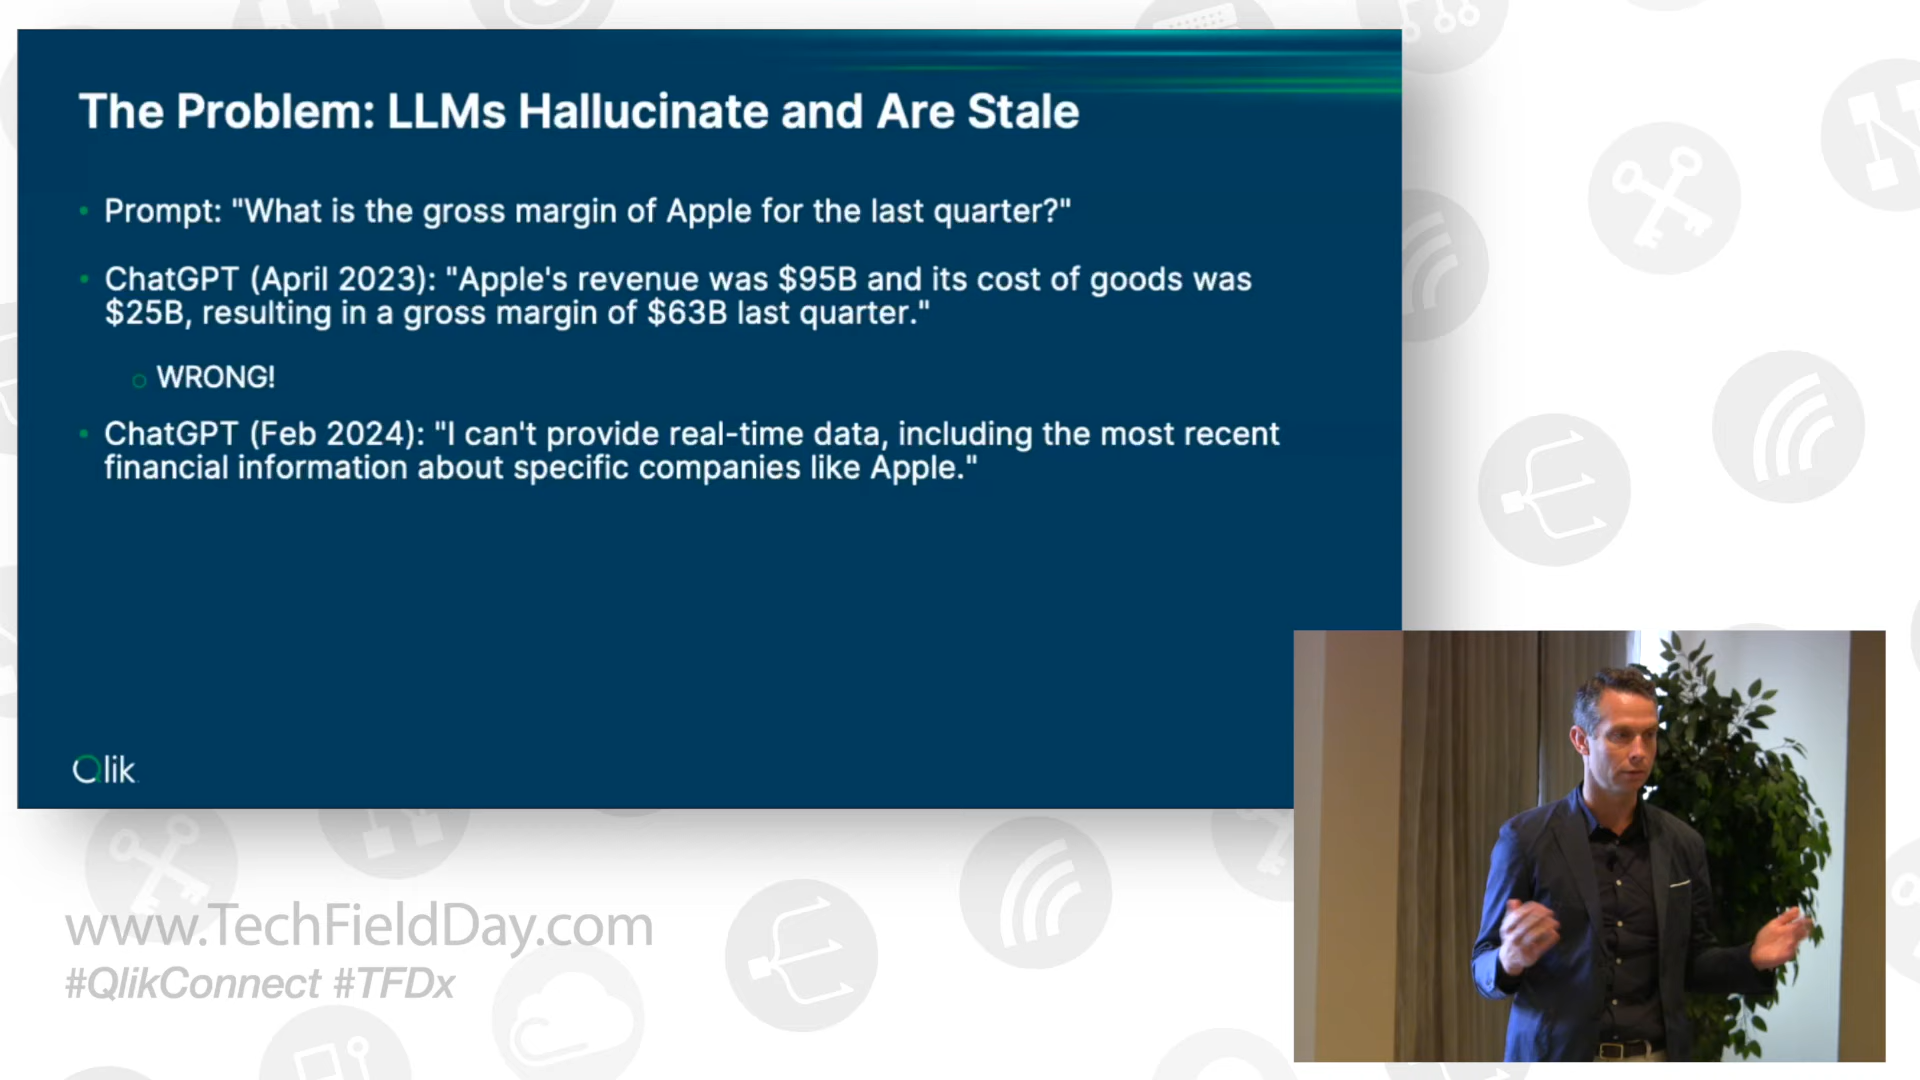 The Problem: LLMs Hallucinate and Are Stale
Prompt: "What is the gross margin of Apple for the last quarter?"
ChatGPT (April 2023): "Apple's revenue was $95B and its cost of goods was
$25B, resulting in a gross margin of $63B last quarter."
WRONG!
ChatGPT (Feb 2024): "I can't provide real-time data, including the most recent
financial information about specific companies like Apple."
Qlik
www.TechFieldDay.com
#QlikConnect #TFDx